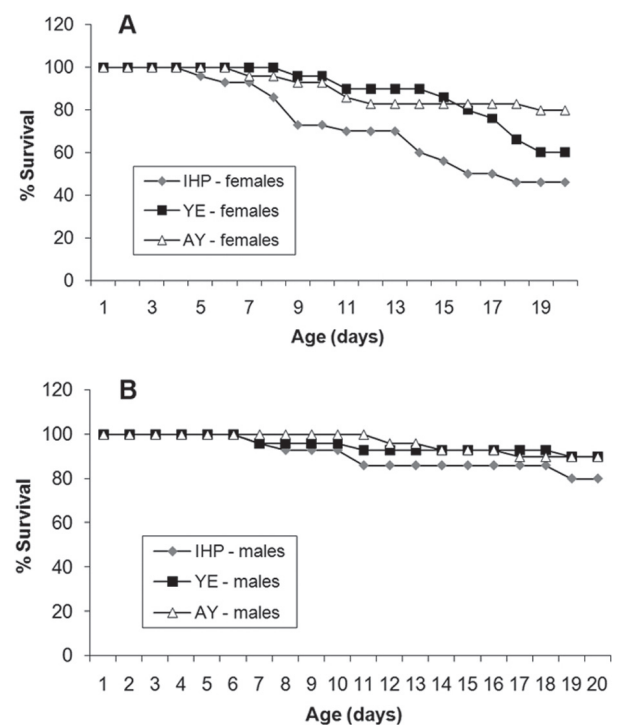 A
120
100
80
60
40
20
0
% Survival
IHP - females
YE - females
AY - females
1 3 5 7 9 11 13 15 17 19
Age (days)
B
120
100
80
60
40
20
0
% Survival
IHP - males
YE - males
AY - males
1 2 3 4 5 6 7 8 9 10 11 12 13 14 15 16 17 18 19 20
Age (days)